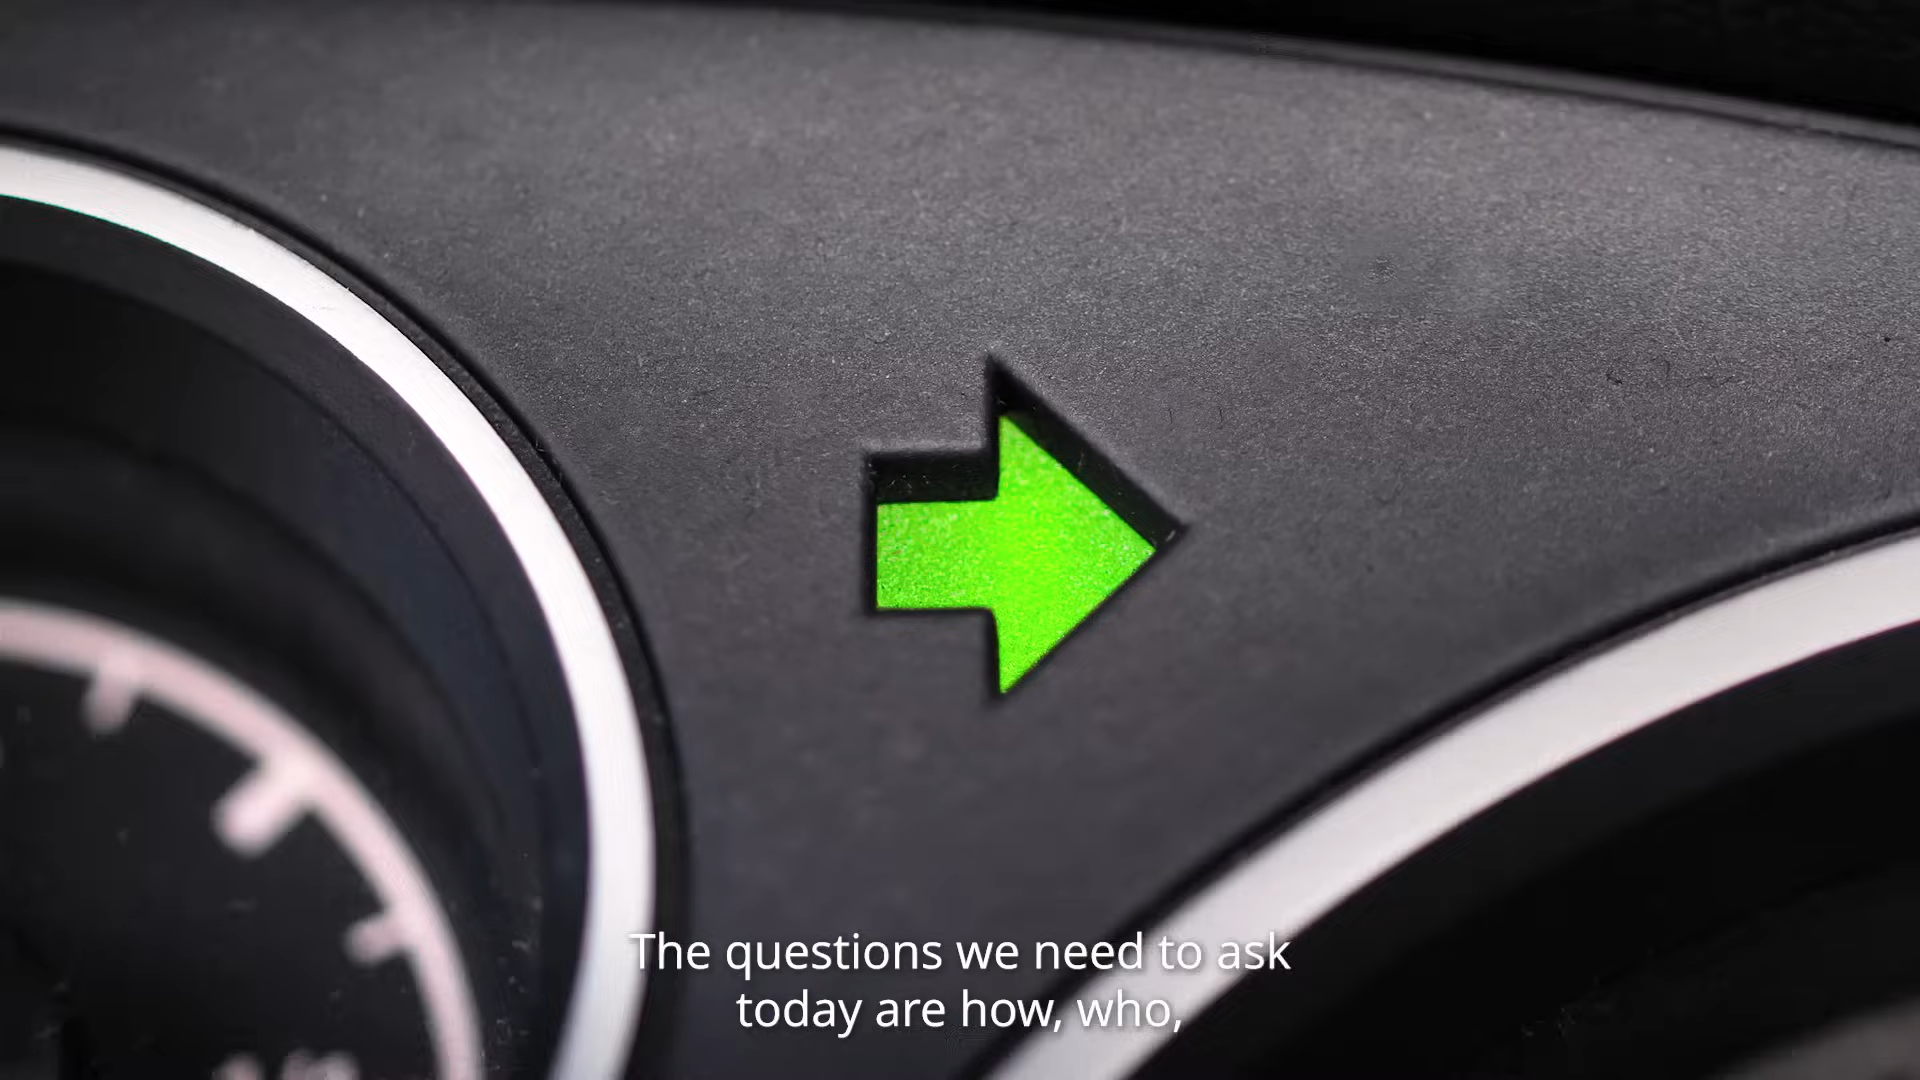 The questions we need to ask
today are how, who,